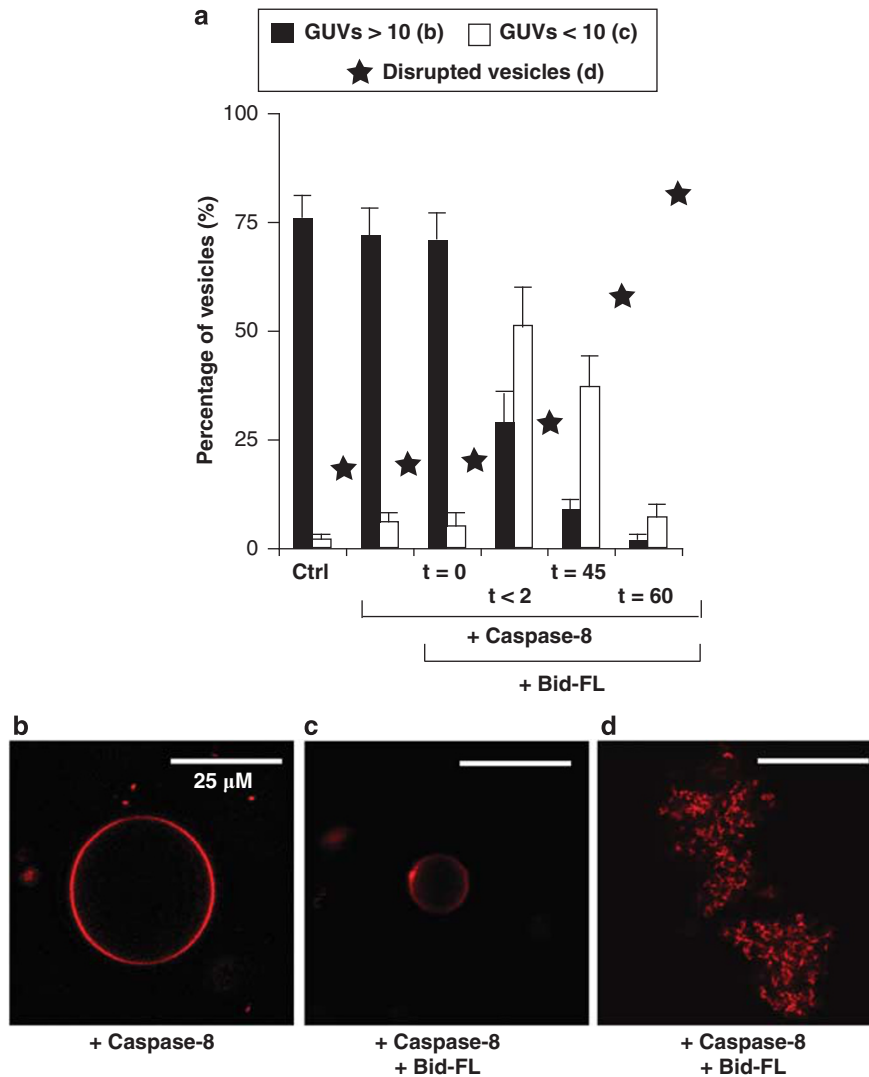 a
GUVs > 10 (b) GUVs < 10 (c)
Disrupted vesicles (d)
Percentage of vesicles (%)
100
75
50
25
0
Ctrl t = 0 t = 45
t < 2 t = 60
+ Caspase-8
+ Bid-FL
b c d
25 μM
+ Caspase-8 + Caspase-8 + Caspase-8
+ Bid-FL + Bid-FL